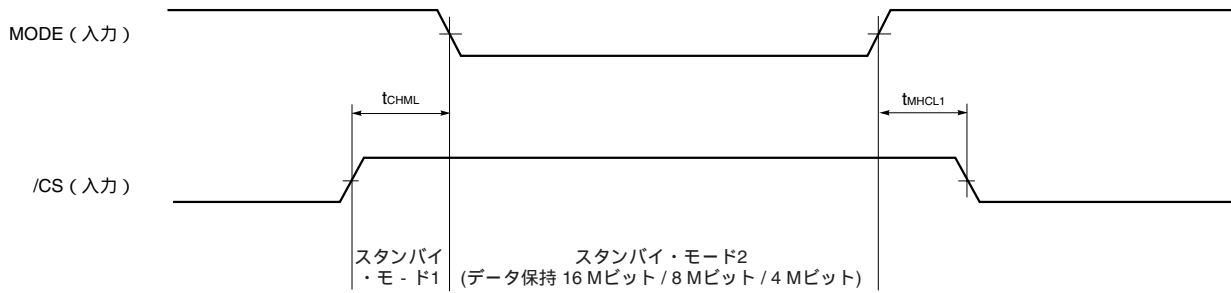 MODE ( 入力 )
tCHML
tMHCL1
/CS ( 入力 )
スタンバイ
・モ - ド1
スタンバイ・モード2
(データ保持 16 Mビット / 8 Mビット / 4 Mビット)